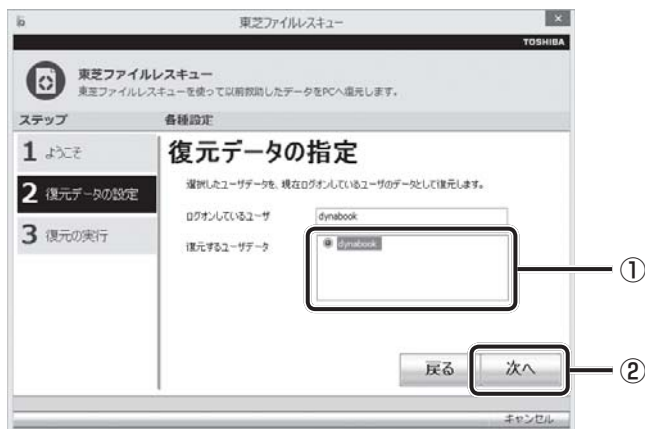 東芝ファイルレスキュー
TOSHIBA
東芝ファイルレスキュー
東芝ファイルレスキューを使って以前救助したデータをPCへ復元します。
ステップ 各種設定
1 ようこそ
2 復元データの設定
3 復元の実行
復元データの指定
選択したユーザデータを、現在ログオンしているユーザのデータとして復元します。
ログオンしているユーザ dynabook
復元するユーザデータ dynabook
①
戻る 次へ
②
キャンセル